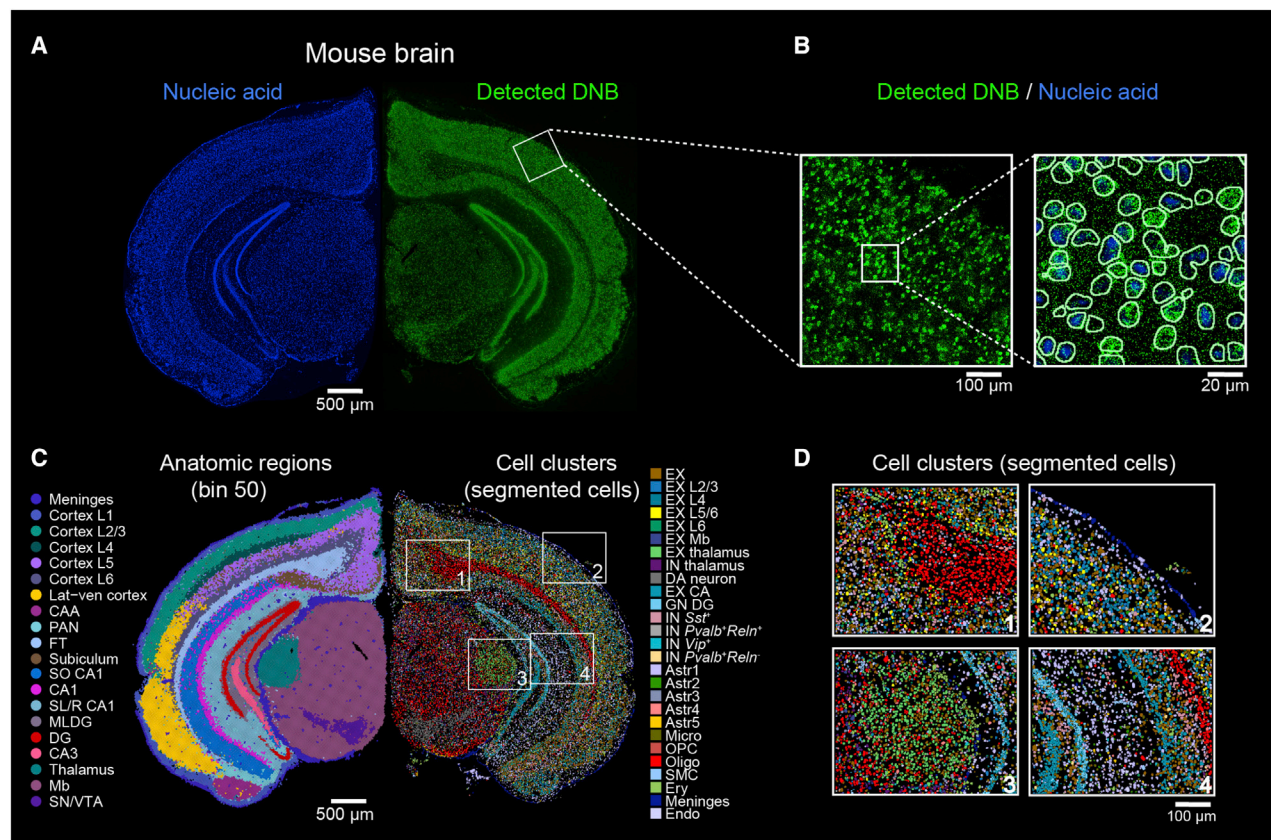 A
Mouse brain
Nucleic acid
Detected DNB
500 µm
B
Detected DNB / Nucleic acid
100 µm
20 µm
C
Anatomic regions
(bin 50)
Meninges
Cortex L1
Cortex L2/3
Cortex L4
Cortex L5
Cortex L6
Lat-ven cortex
CAA
PAN
FT
Subiculum
SO CA1
CA1
SL/R CA1
MLDG
DG
CA3
Thalamus
Mb
SN/VTA
500 µm
Cell clusters
(segmented cells)
1
2
3
4
EX
EX L2/3
EX L4
EX L5/6
EX L6
EX Mb
EX thalamus
IN thalamus
DA neuron
EX CA
GN DG
IN Sst⁺
IN Pvalb⁺Reln⁺
IN Vip⁺
IN Pvalb⁺Reln⁻
Astr1
Astr2
Astr3
Astr4
Astr5
Micro
OPC
Oligo
SMC
Ery
Meninges
Endo
D
Cell clusters (segmented cells)
1
2
3
4
100 µm